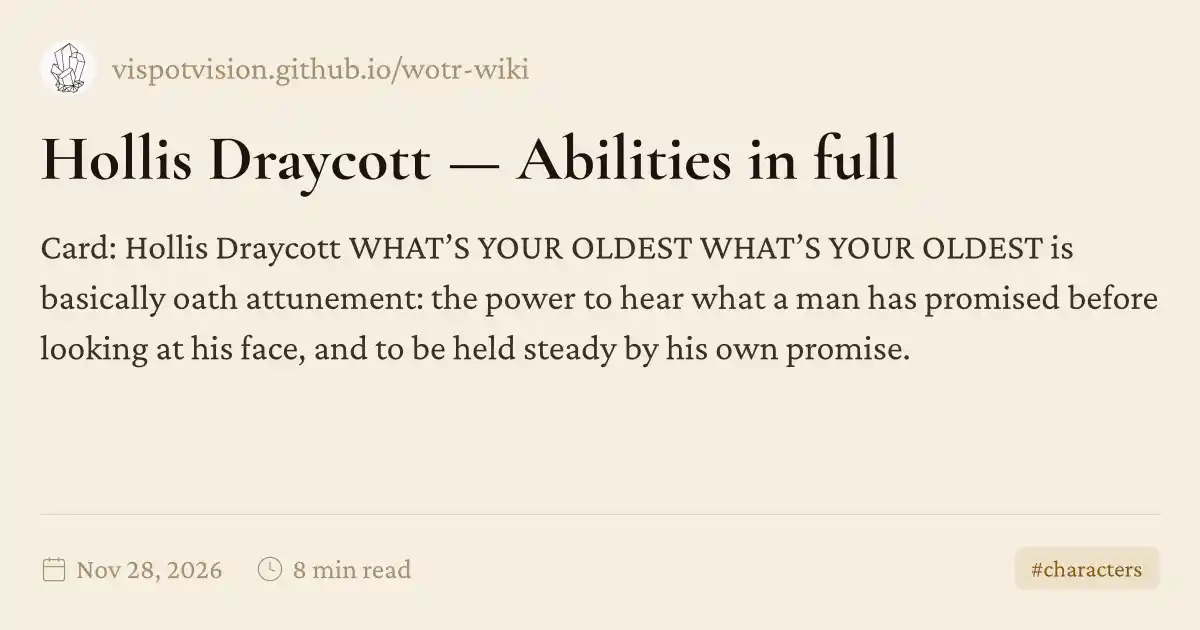 vispotvision.github.io/wotr-wiki
Hollis Draycott — Abilities in full
Card: Hollis Draycott WHAT’S YOUR OLDEST WHAT’S YOUR OLDEST is
basically oath attunement: the power to hear what a man has promised before
looking at his face, and to be held steady by his own promise.
Nov 28, 2026
8 min read
#characters